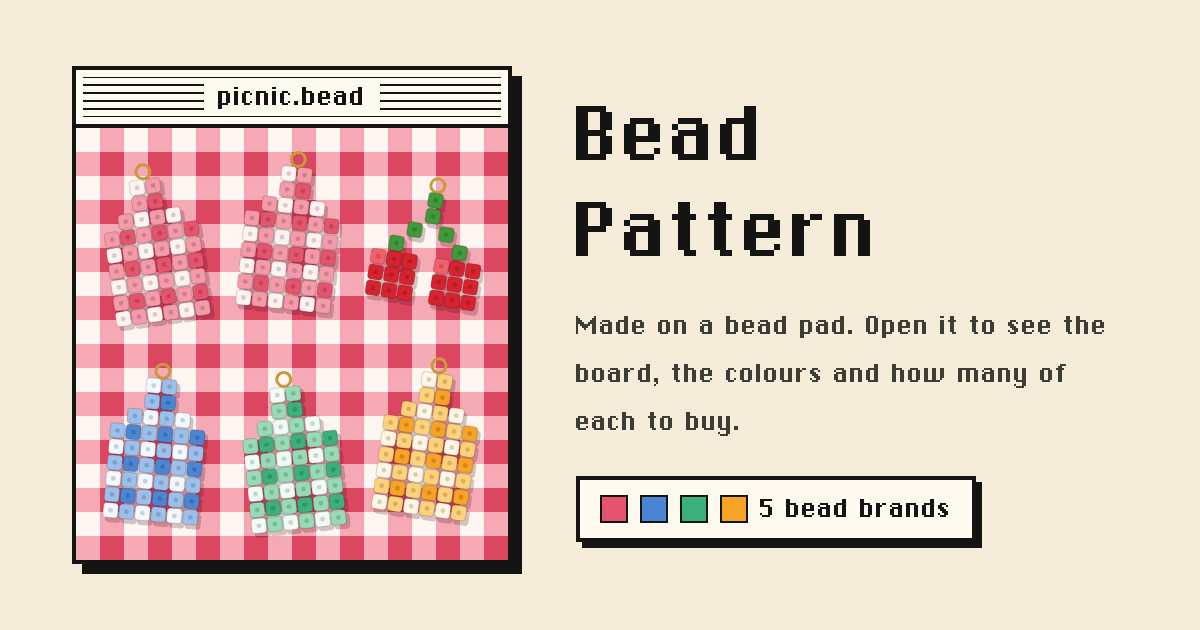 picnic.bead
Bead
Pattern
Made on a bead pad. Open it to see the
board, the colours and how many of
each to buy.
5 bead brands